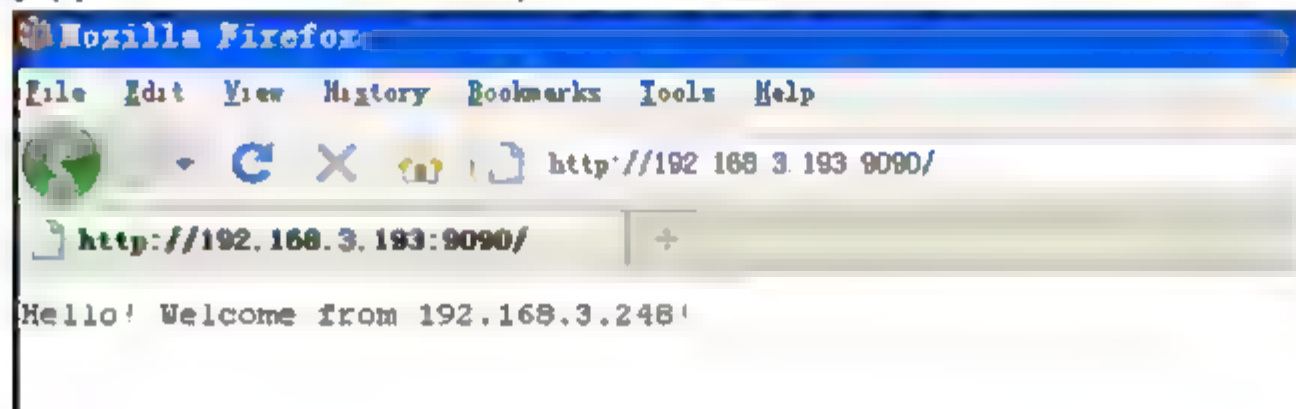 Mozilla Firefox
File Edit View History Bookmarks Tools Help
http://192.168.3.193:9090/
http://192.168.3.193:9090/
Hello! Welcome from 192.168.3.248!